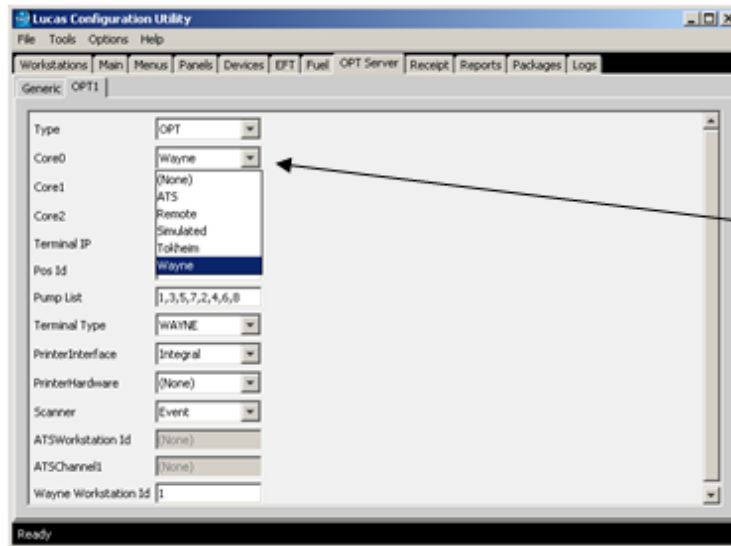 Lucas Configuration Utility
File Tools Options Help
Workstations Main Menus Panels Devices EFT Fuel OPT Server Receipt Reports Packages Logs
Generic OPT1
Type OPT
Core0 Wayne
(None)
Core1
ATS
Core2 Remote
Simulated
Terminal IP
Tokheim
Pos Id Wayne
Pump List 1,3,5,7,2,4,6,8
Terminal Type WAYNE
PrinterInterface Integral
PrinterHardware (None)
Scanner Event
ATSWorkstation Id (None)
ATSChannel1 (None)
Wayne Workstation Id 1
Ready